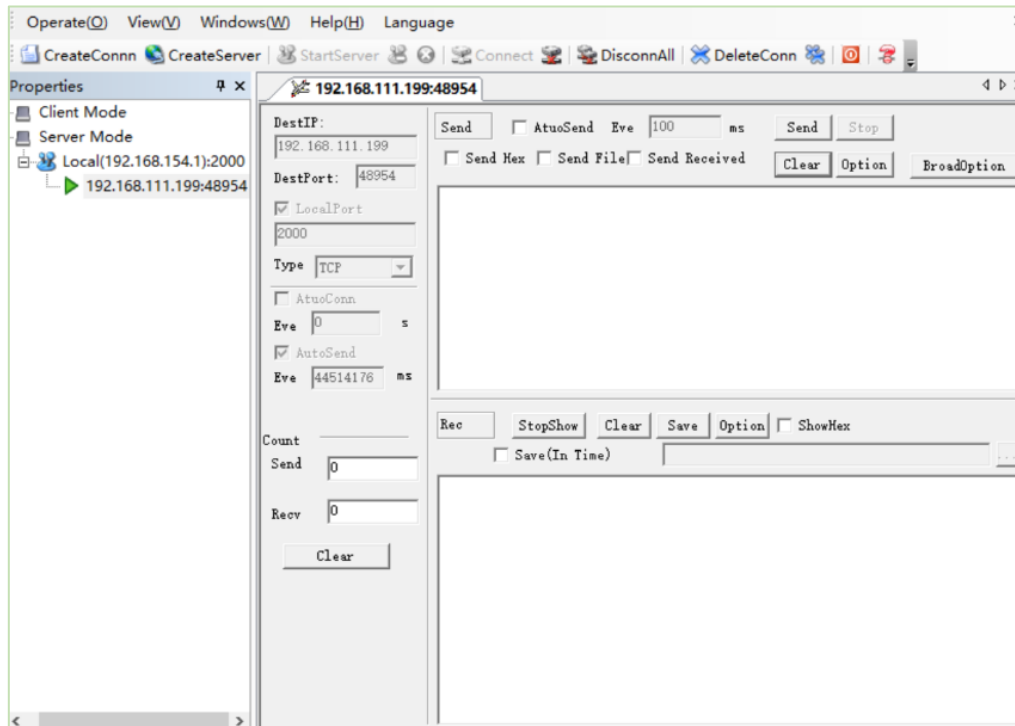 Operate(O) View(V) Windows(W) Help(H) Language
CreateConnn CreateServer StartServer Connect DisconnAll DeleteConn
Properties
Client Mode
Server Mode
Local(192.168.154.1):2000
192.168.111.199:48954
192.168.111.199:48954
DestIP:
192.168.111.199
DestPort: 48954
LocalPort
2000
Type TCP
AtuoConn
Eve 0 s
AutoSend
Eve 44514176 ms
Count
Send 0
Recv 0
Clear
Send AtuoSend Eve 100 ms Send Stop
Send Hex Send File Send Received Clear Option BroadOption
Rec StopShow Clear Save Option ShowHex
Save(In Time) ...